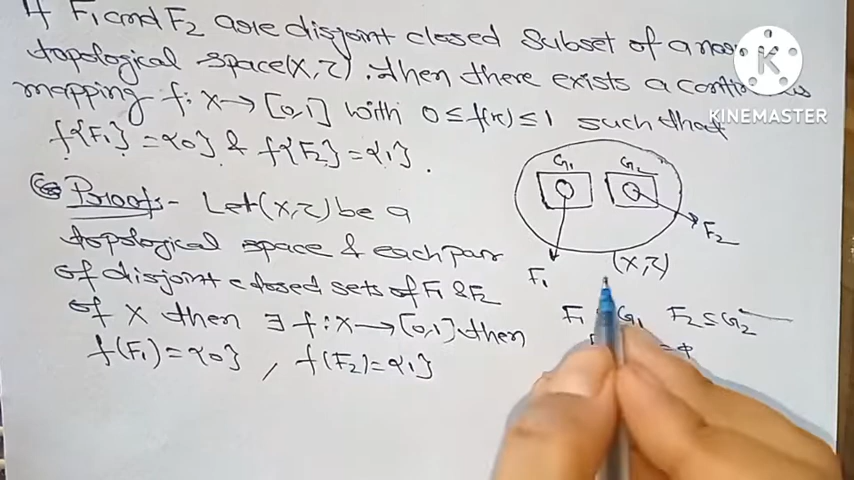 If F₁ and F₂ are disjoint closed subset of a
topological space (X,τ). then there exists a
mapping f: X→[0,1] with 0≤f(x)≤1 such that
f{F₁} = {0} & f{F₂} = {1}.
Proof:- Let (X,τ) be a
topological space & each pair
of disjoint closed sets of F₁ & F₂
of X then ∃ f: X→[0,1] then
f(F₁) = {0} , f(F₂) = {1}
G₁ G₂
F₂
F₁
(X,τ)
F₁ G₁ F₂ ⊆ G₂
= φ
K
KINEMASTER